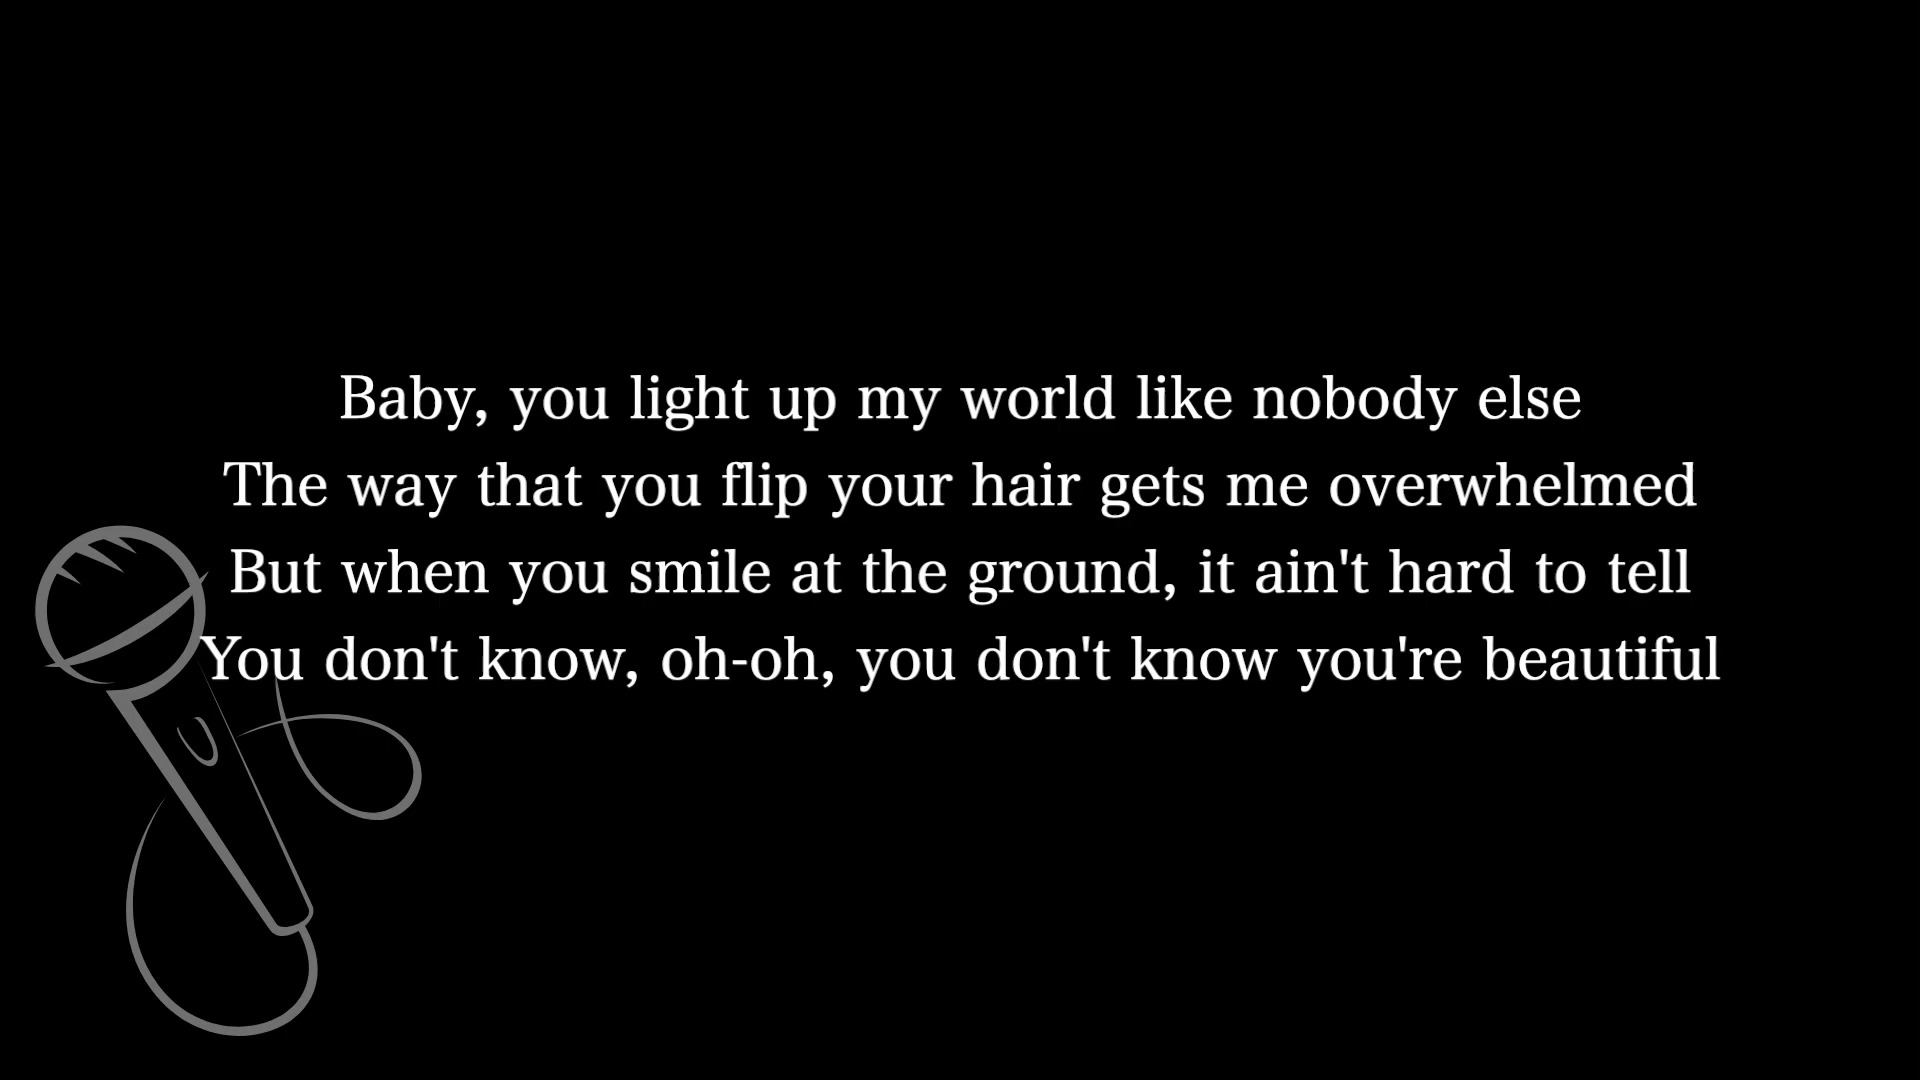 Baby, you light up my world like nobody else
The way that you flip your hair gets me overwhelmed
But when you smile at the ground, it ain't hard to tell
You don't know, oh-oh, you don't know you're beautiful